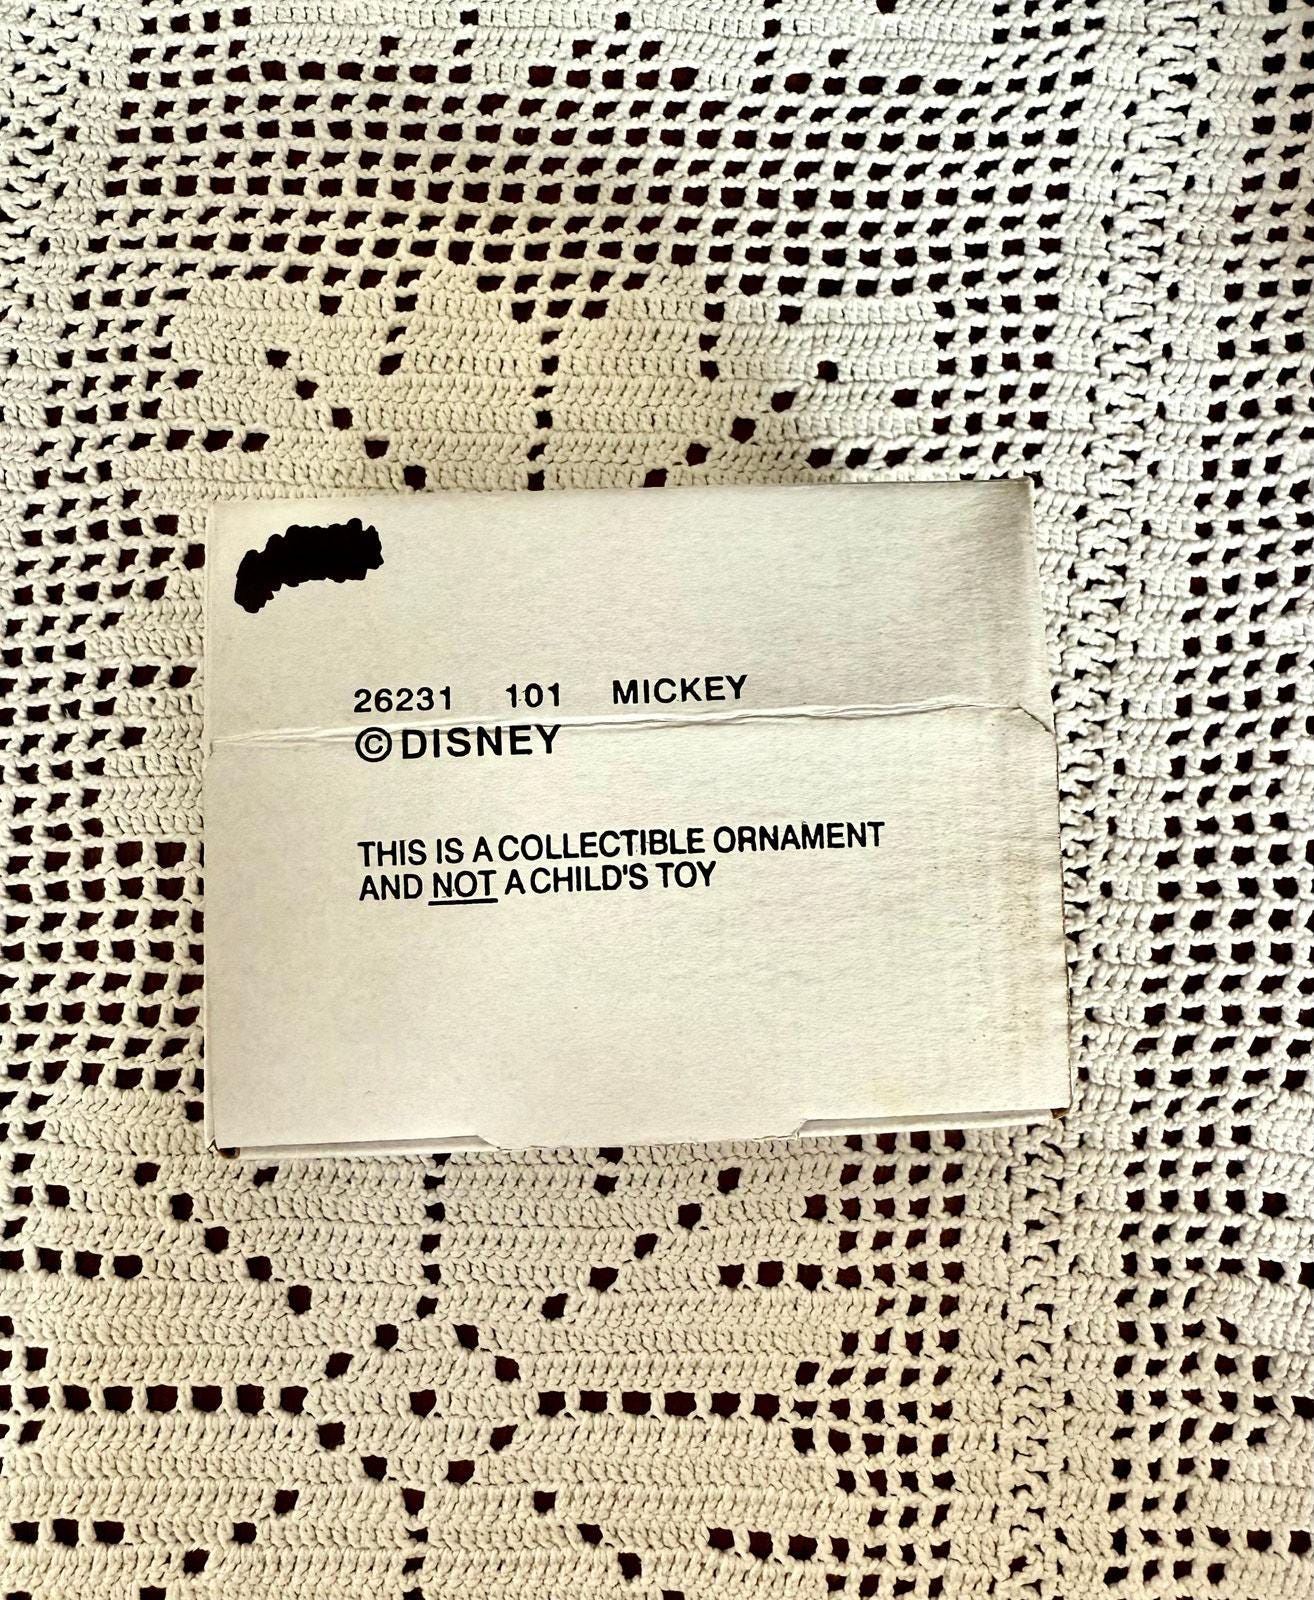 26231 101 MICKEY
©DISNEY
THIS IS A COLLECTIBLE ORNAMENT
AND NOT A CHILD'S TOY